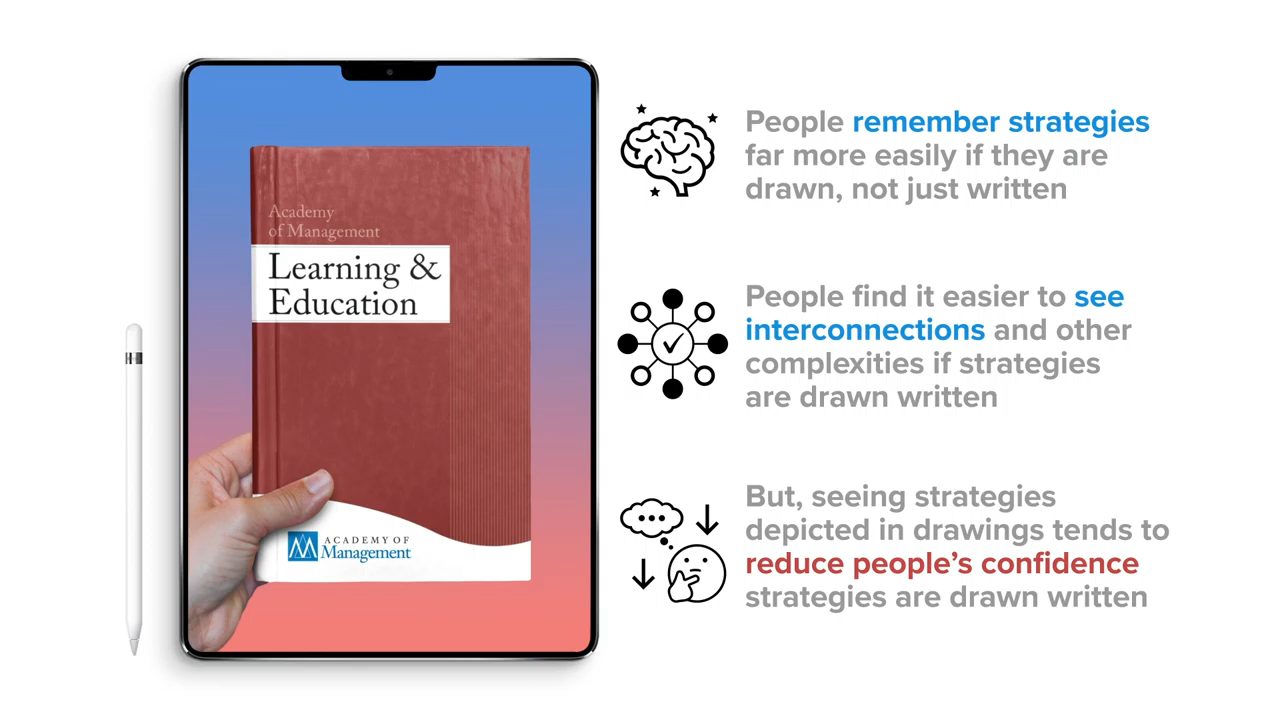 Academy
of Management
Learning &
Education
ACADEMY OF
Management
People remember strategies
far more easily if they are
drawn, not just written
People find it easier to see
interconnections and other
complexities if strategies
are drawn written
But, seeing strategies
depicted in drawings tends to
reduce people's confidence
strategies are drawn written